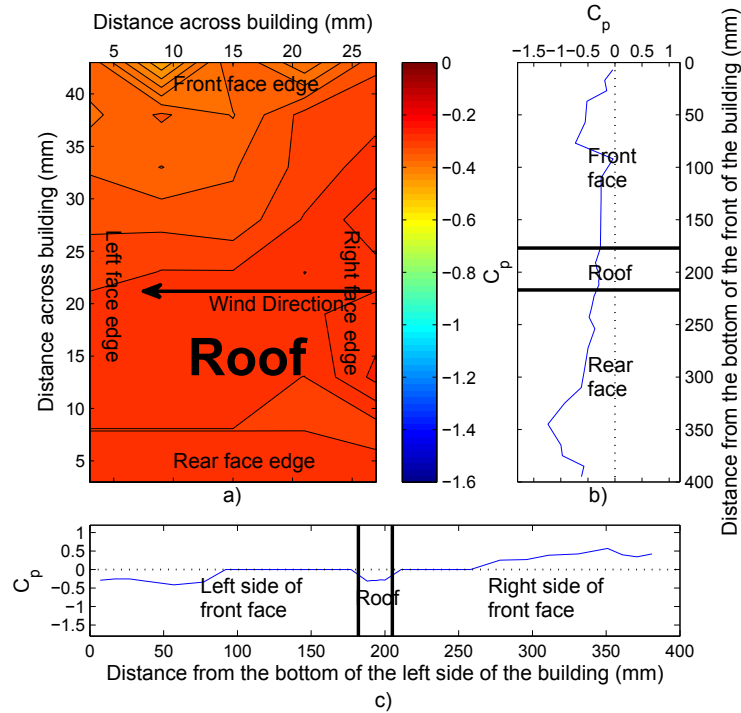 Distance across building (mm)
5 10 15 20 25
Distance across building (mm)
40
35
30
25
20
15
10
5
Front face edge
Left face edge
Right face edge
Wind Direction
Roof
Rear face edge
a)
0
−0.2
−0.4
−0.6
−0.8
−1
−1.2
−1.4
−1.6
Cp
Cp
−1.5 −1 −0.5 0 0.5 1
0
50
100
150
200
250
300
350
400
Distance from the bottom of the front of the building (mm)
Front
face
Roof
Rear
face
b)
Cp
1
0.5
0
−0.5
−1
−1.5
Left side of
front face
Roof
Right side of
front face
0 50 100 150 200 250 300 350 400
Distance from the bottom of the left side of the building (mm)
c)